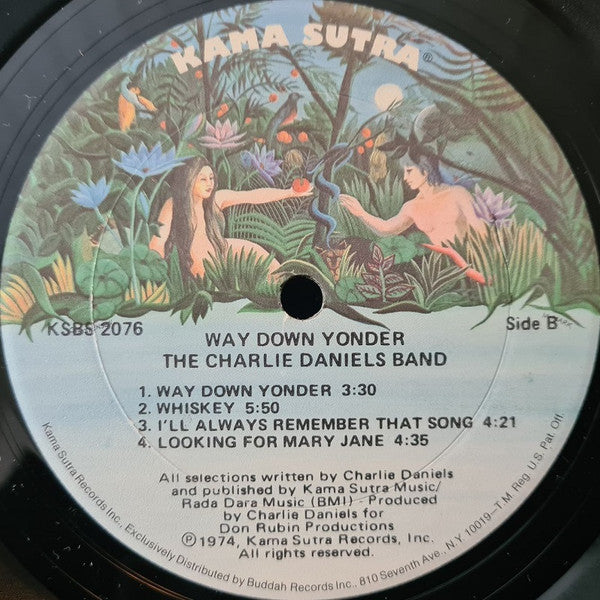 KAMA SUTRA®
KSBS 2076
Side B
WAY DOWN YONDER
THE CHARLIE DANIELS BAND
1. WAY DOWN YONDER 3:30
2. WHISKEY 5:50
3. I'LL ALWAYS REMEMBER THAT SONG 4:21
4. LOOKING FOR MARY JANE 4:35
All selections written by Charlie Daniels
and published by Kama Sutra Music/
Rada Dara Music (BMI) - Produced
by Charlie Daniels for
Don Rubin Productions
Ⓟ1974, Kama Sutra Records, Inc.
All rights reserved.
Kama Sutra Records Inc., Exclusively Distributed by Buddah Records Inc., 810 Seventh Ave., N.Y. 10019-T.M. Reg. U.S. Pat. Off.